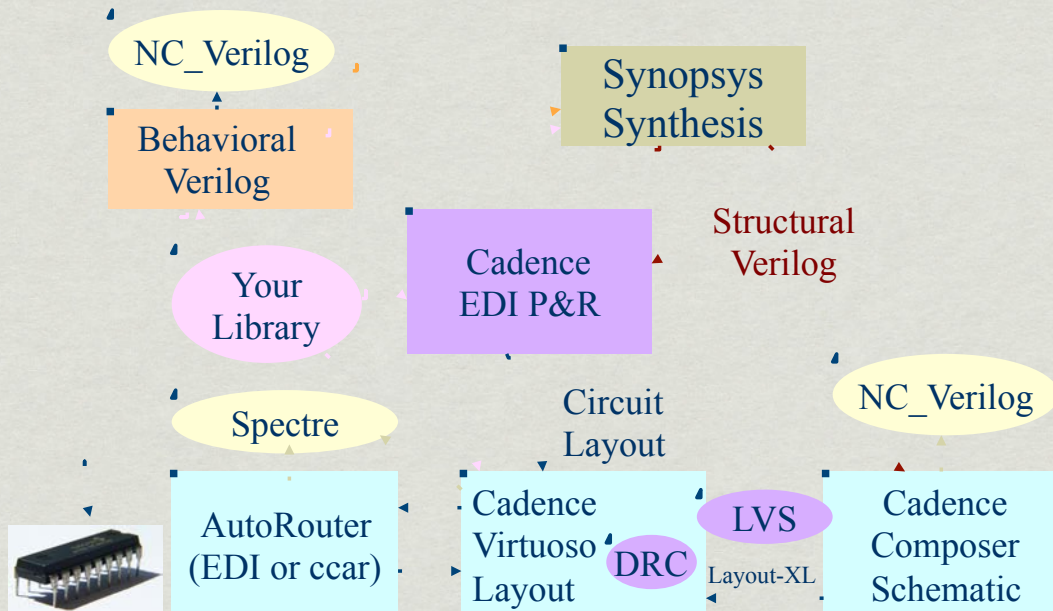 NC_Verilog
Synopsys
Synthesis
Behavioral
Verilog
Structural
Verilog
Cadence
EDI P&R
Your
Library
NC_Verilog
Circuit
Layout
Spectre
AutoRouter
(EDI or ccar)
Cadence
Virtuoso
Layout
DRC
LVS
Layout-XL
Cadence
Composer
Schematic